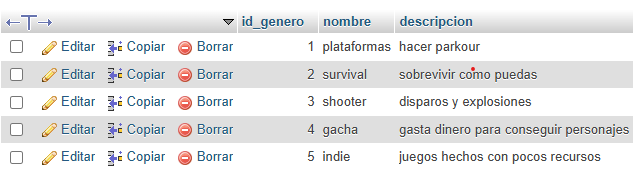 id_genero nombre descripcion
Editar Copiar Borrar 1 plataformas hacer parkour
Editar Copiar Borrar 2 survival sobrevivir como puedas
Editar Copiar Borrar 3 shooter disparos y explosiones
Editar Copiar Borrar 4 gacha gasta dinero para conseguir personajes
Editar Copiar Borrar 5 indie juegos hechos con pocos recursos